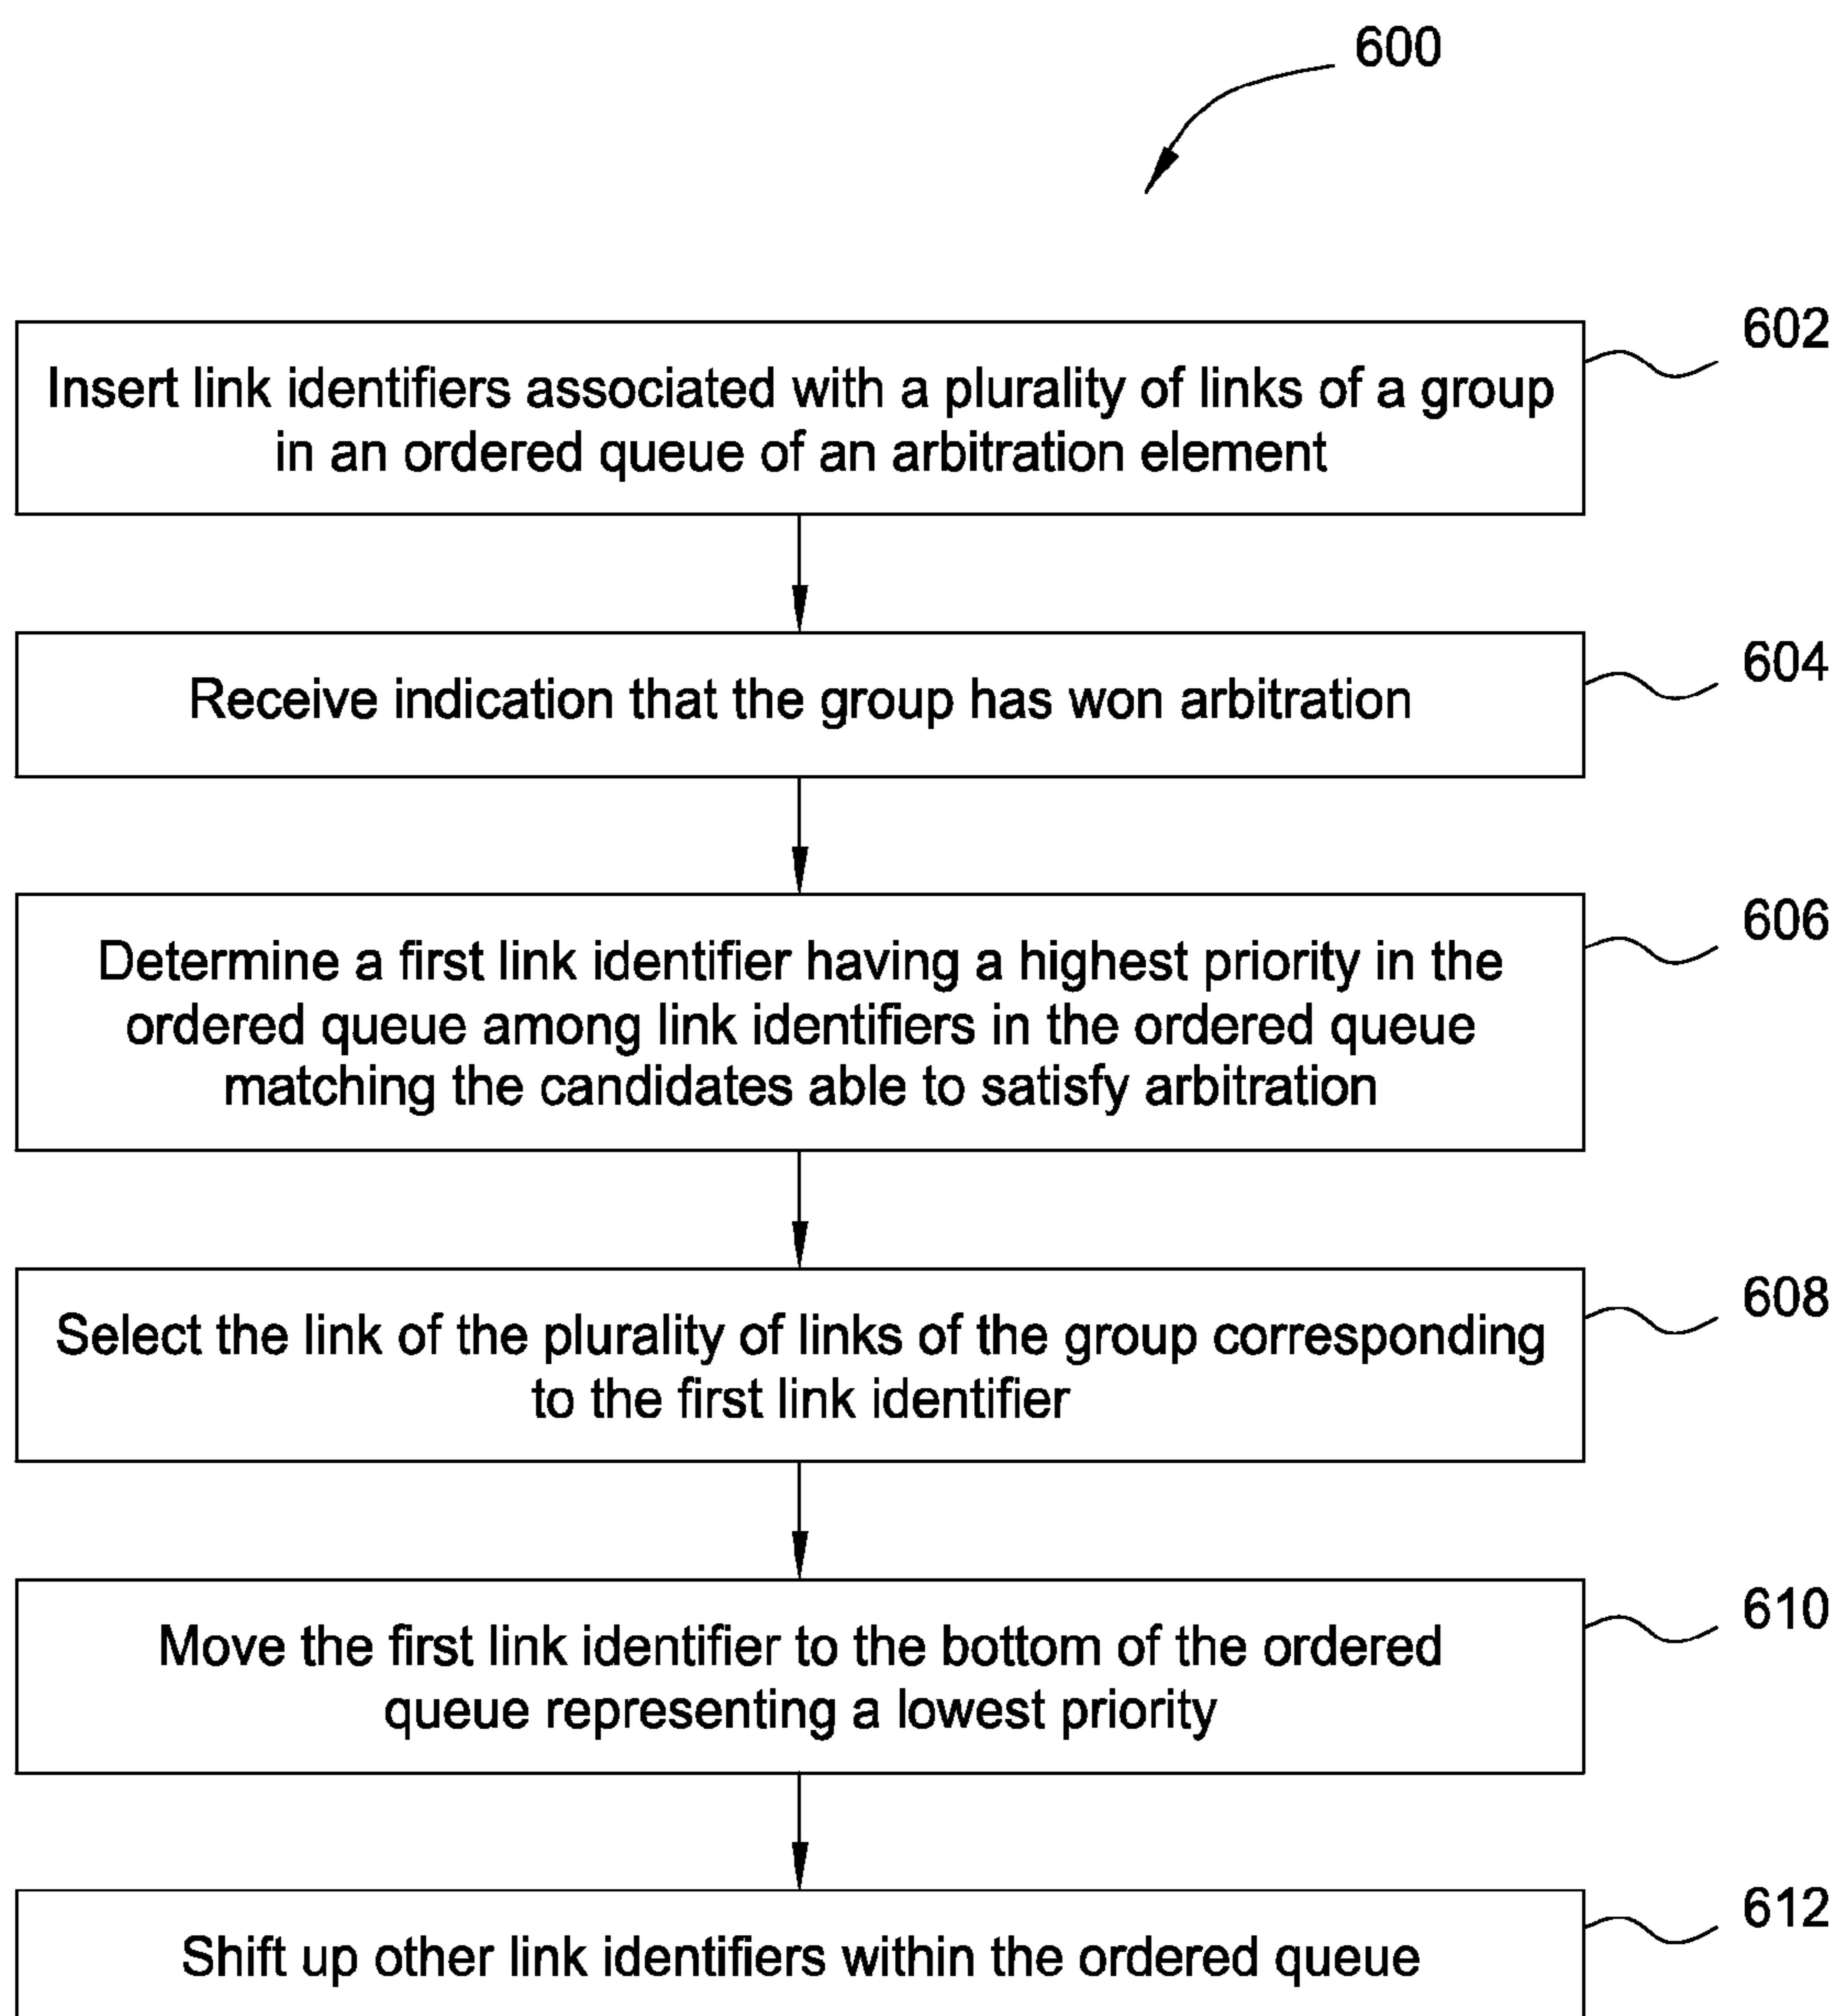 600
602
Insert link identifiers associated with a plurality of links of a group
in an ordered queue of an arbitration element
604
Receive indication that the group has won arbitration
606
Determine a first link identifier having a highest priority in the
ordered queue among link identifiers in the ordered queue
matching the candidates able to satisfy arbitration
608
Select the link of the plurality of links of the group corresponding
to the first link identifier
610
Move the first link identifier to the bottom of the ordered
queue representing a lowest priority
612
Shift up other link identifiers within the ordered queue